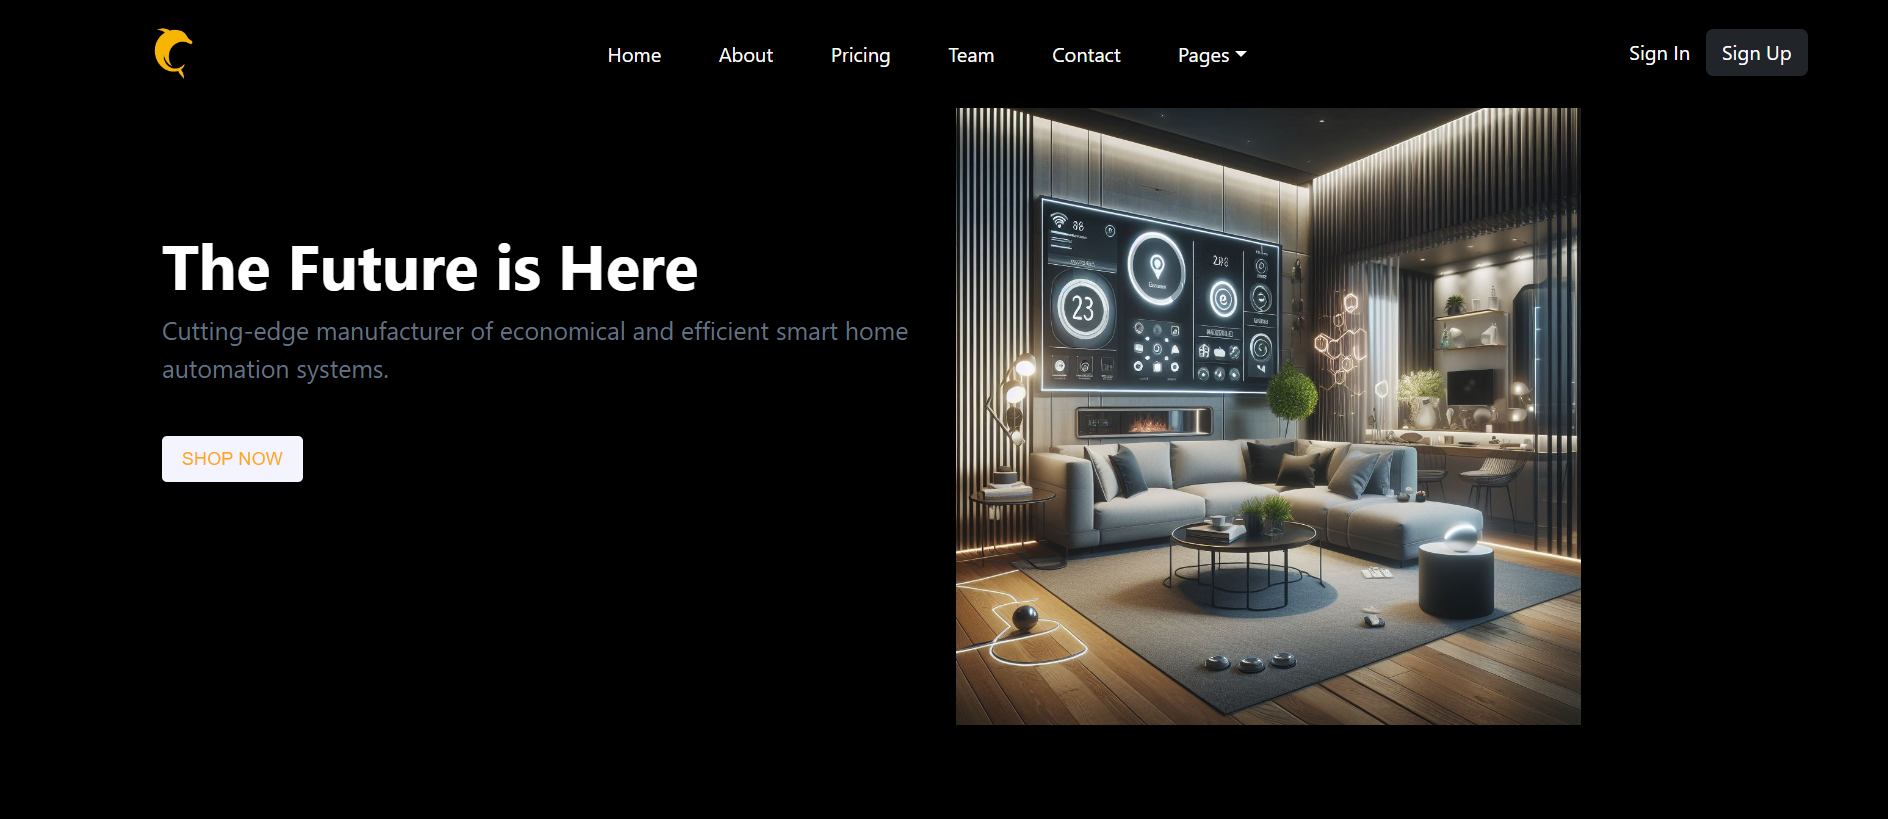 Home About Pricing Team Contact Pages Sign In Sign Up
The Future is Here
Cutting-edge manufacturer of economical and efficient smart home
automation systems.
SHOP NOW
23